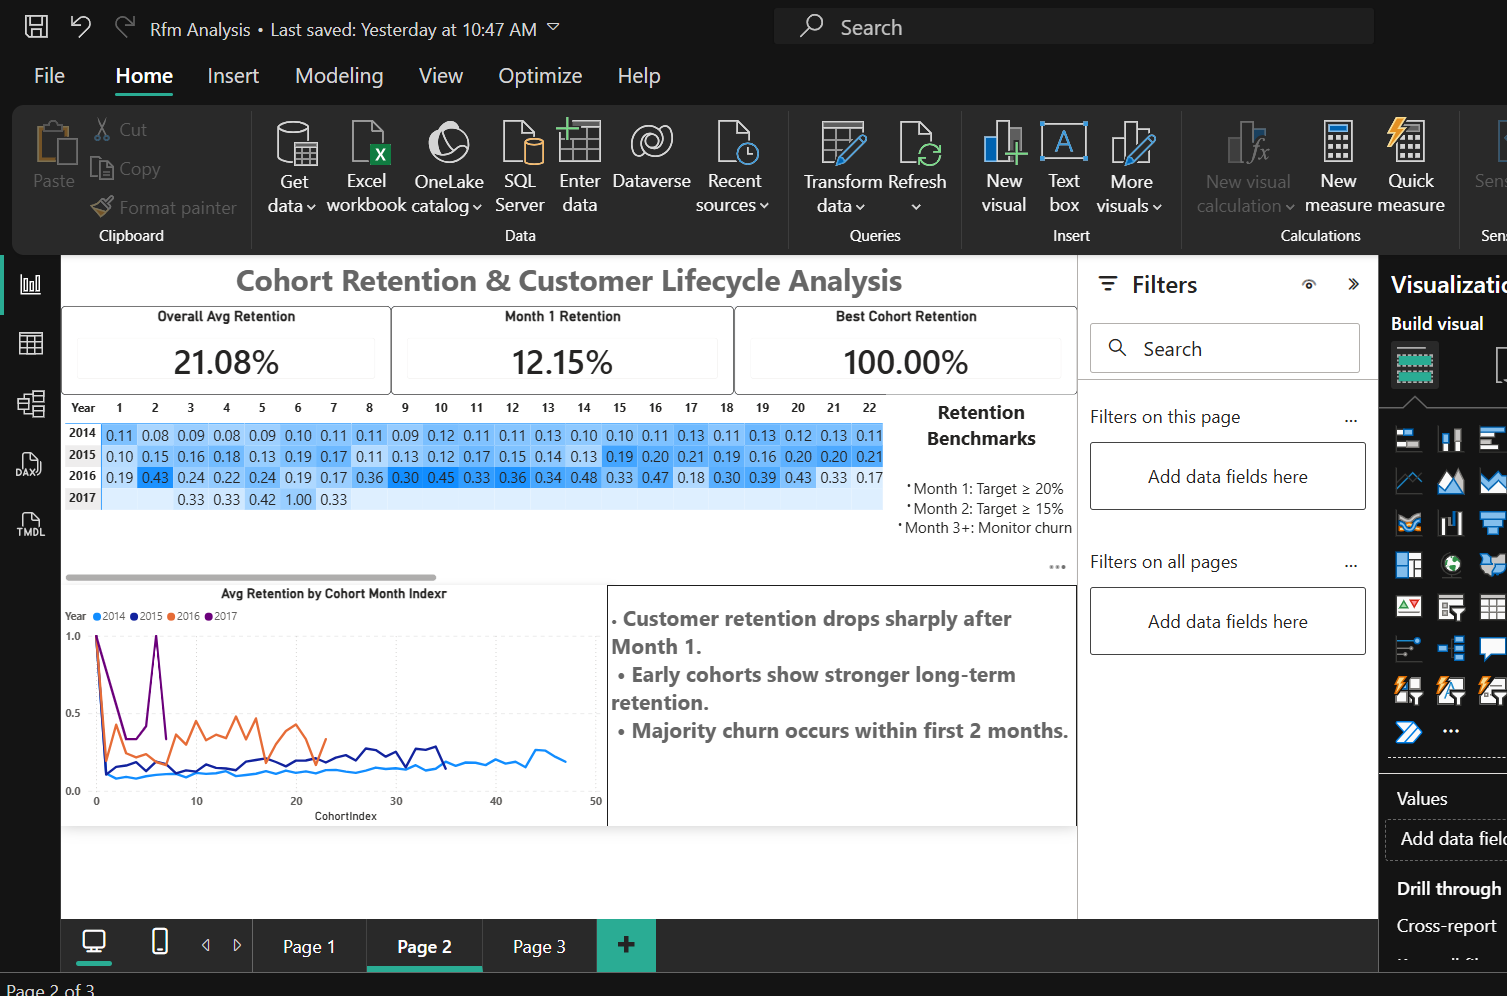 Rfm Analysis • Last saved: Yesterday at 10:47 AM
Search
File Home Insert Modeling View Optimize Help
Paste
Cut
Copy
Format painter
Clipboard
Get data
Excel workbook
OneLake catalog
SQL Server
Enter data
Dataverse
Recent sources
Data
Transform data
Refresh
Queries
New visual
Text box
More visuals
Insert
New visual calculation
New measure
Quick measure
Calculations
Sens
Sens
DAX
TMDL
Cohort Retention & Customer Lifecycle Analysis
Overall Avg Retention
21.08%
Month 1 Retention
12.15%
Best Cohort Retention
100.00%
Year 1 2 3 4 5 6 7 8 9 10 11 12 13 14 15 16 17 18 19 20 21 22
2014 0.11 0.08 0.09 0.08 0.09 0.10 0.11 0.11 0.09 0.12 0.11 0.11 0.13 0.10 0.10 0.11 0.13 0.11 0.13 0.12 0.13 0.11
2015 0.10 0.15 0.16 0.18 0.13 0.19 0.17 0.11 0.13 0.12 0.17 0.15 0.14 0.13 0.19 0.20 0.21 0.19 0.16 0.20 0.20 0.21
2016 0.19 0.43 0.24 0.22 0.24 0.19 0.17 0.36 0.30 0.45 0.33 0.36 0.34 0.48 0.33 0.47 0.18 0.30 0.39 0.43 0.33 0.17
2017 0.33 0.33 0.42 1.00 0.33
Retention
Benchmarks
• Month 1: Target ≥ 20%
• Month 2: Target ≥ 15%
• Month 3+: Monitor churn
Avg Retention by Cohort Month Indexr
Year 2014 2015 2016 2017
1.0
0.5
0.0
0 10 20 30 40 50
CohortIndex
• Customer retention drops sharply after
Month 1.
• Early cohorts show stronger long-term
retention.
• Majority churn occurs within first 2 months.
Filters
Search
Filters on this page
Add data fields here
Filters on all pages
Add data fields here
Visualizatio
Build visual
Values
Add data field
Drill through
Cross-report
Page 1
Page 2
Page 3
Page 2 of 3